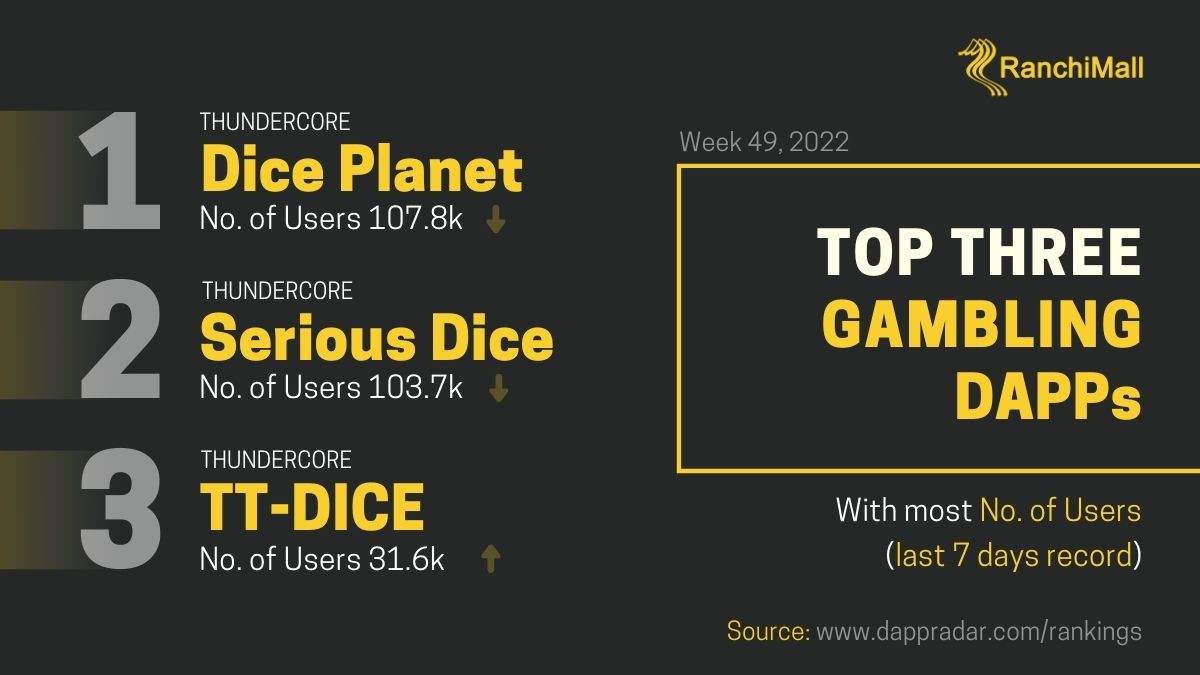 RanchiMall
1
THUNDERCORE
Dice Planet
No. of Users 107.8k
2
THUNDERCORE
Serious Dice
No. of Users 103.7k
3
THUNDERCORE
TT-DICE
No. of Users 31.6k
Week 49, 2022
TOP THREE
GAMBLING
DAPPs
With most No. of Users
(last 7 days record)
Source: www.dappradar.com/rankings